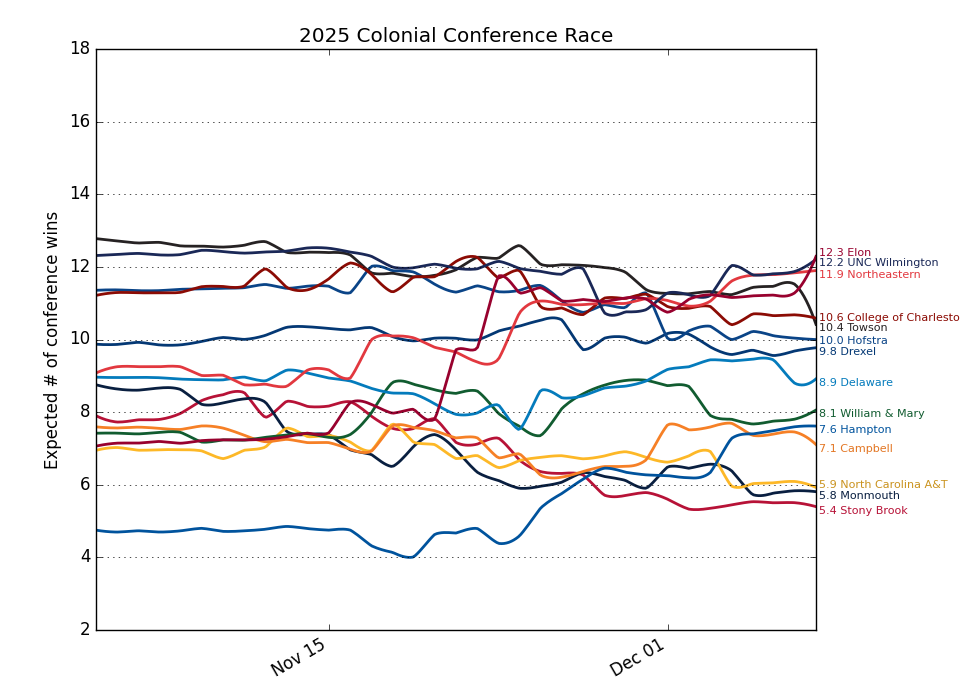 2025 Colonial Conference Race
Expected # of conference wins
18
16
14
12
10
8
6
4
2
Nov 15
Dec 01
12.3 Elon
12.2 UNC Wilmington
11.9 Northeastern
10.6 College of Charlesto
10.4 Towson
10.0 Hofstra
9.8 Drexel
8.9 Delaware
8.1 William & Mary
7.6 Hampton
7.1 Campbell
5.9 North Carolina A&T
5.8 Monmouth
5.4 Stony Brook